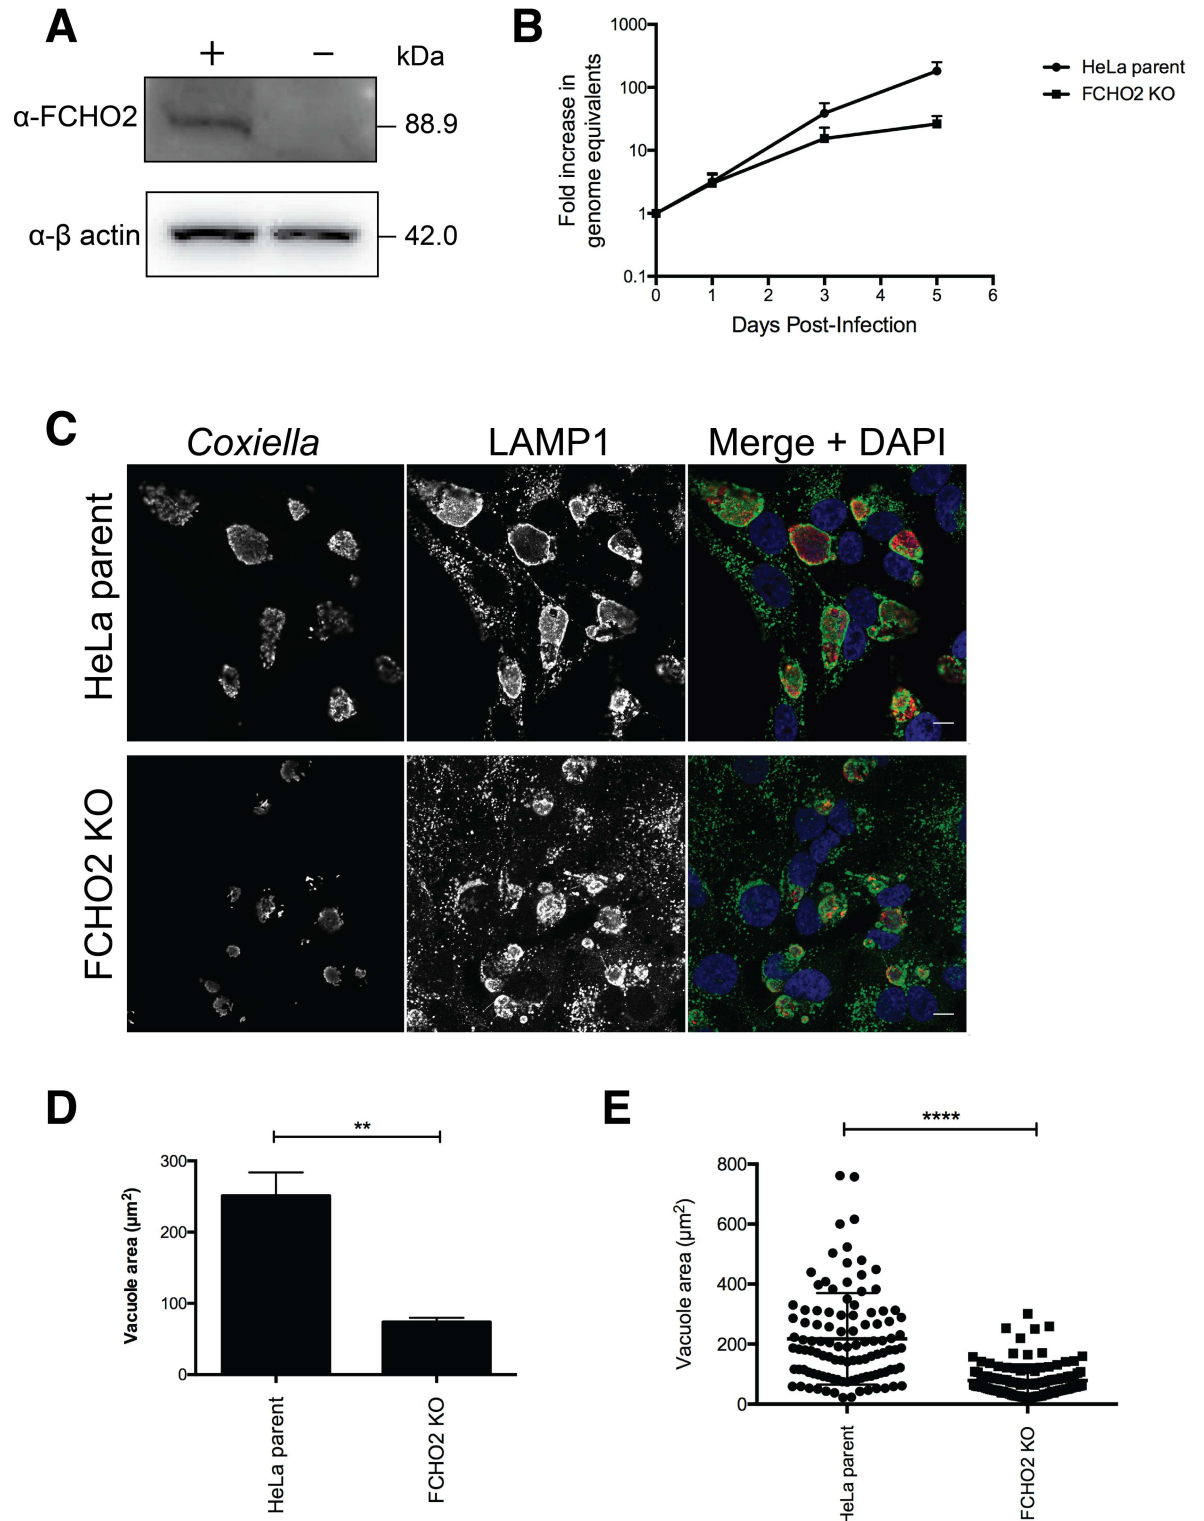 A
+ − kDa
α-FCHO2
88.9
α-β actin
42.0
B
1000
100
10
1
0.1
Fold increase in
genome equivalents
0 1 2 3 4 5 6
Days Post-Infection
HeLa parent
FCHO2 KO
C
Coxiella LAMP1 Merge + DAPI
HeLa parent
FCHO2 KO
D
**
300
200
100
0
Vacuole area (µm²)
HeLa parent
FCHO2 KO
E
****
800
600
400
200
0
Vacuole area (µm²)
HeLa parent
FCHO2 KO